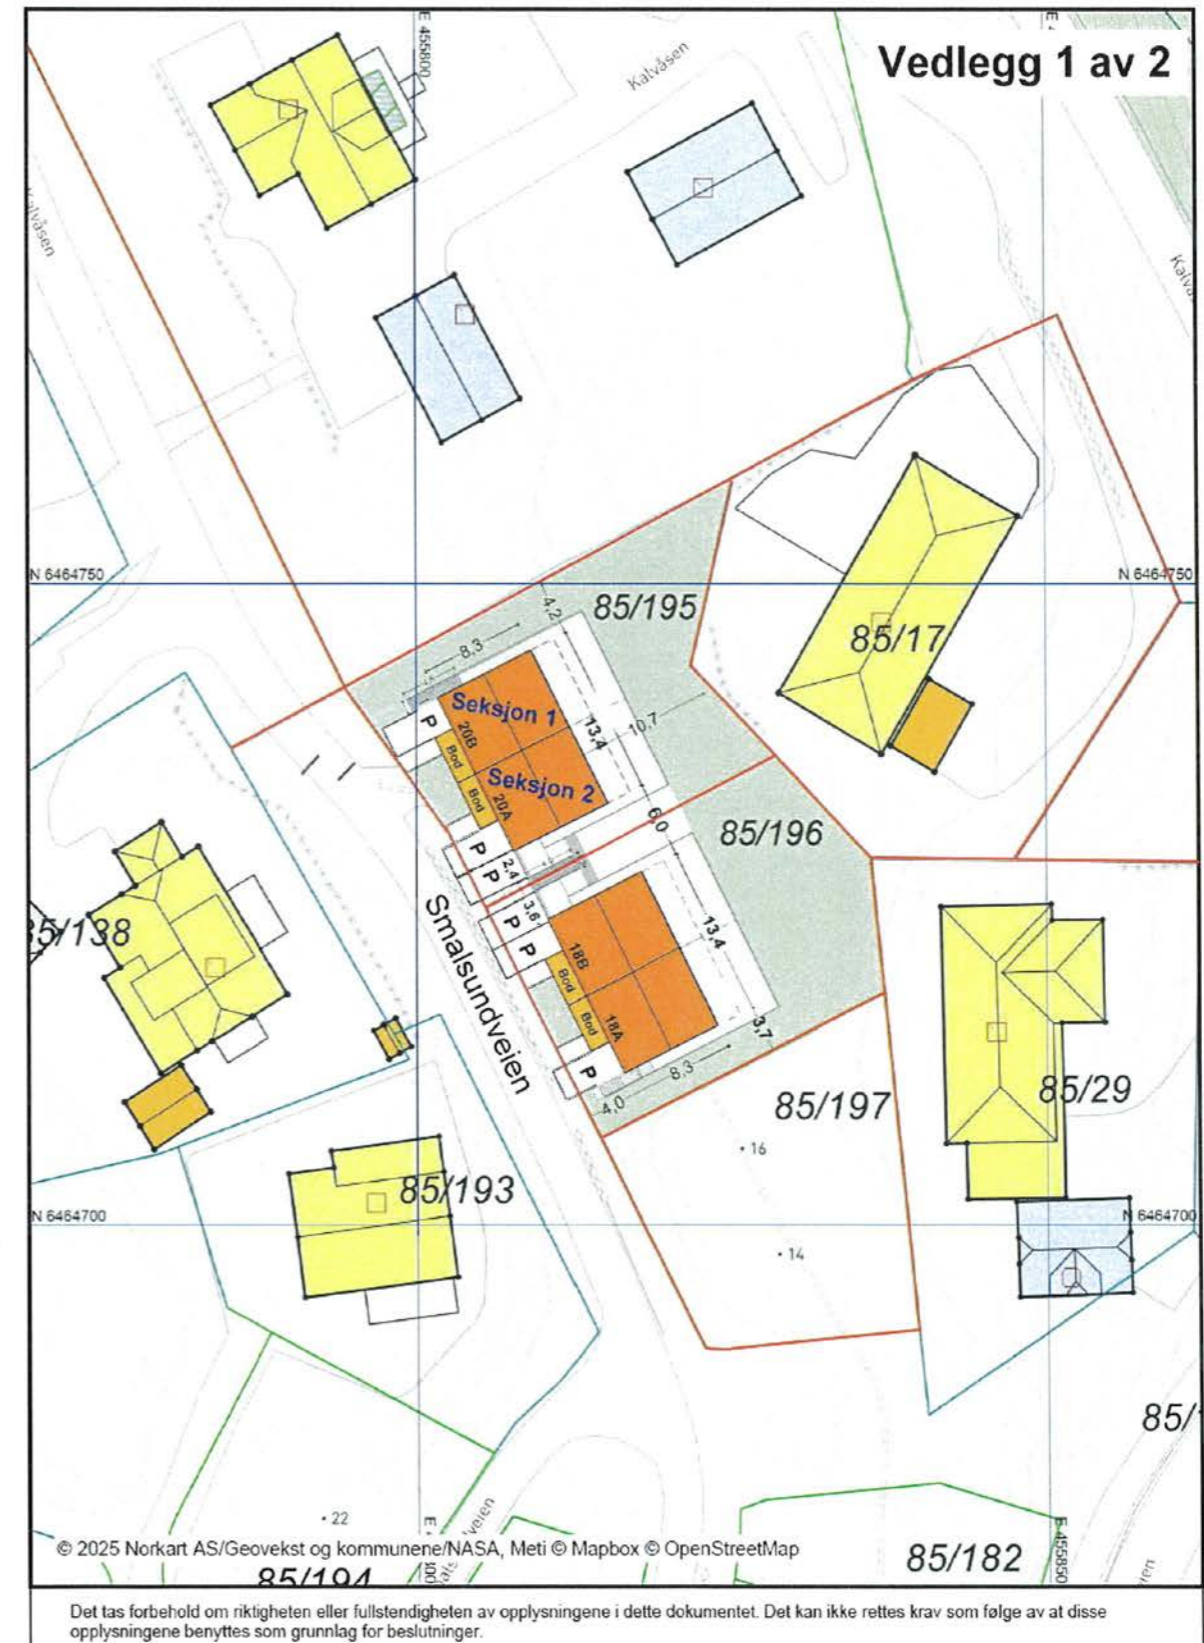 Vedlegg 1 av 2
E 455800
Kalvåsen
Kalvåsen
N 6464750
N 6464750
85/195
85/17
4,2
8,3
Seksjon 1
P
20B
Bod
13,4
10,7
Seksjon 2
Bod
20A
6,0
85/196
P
2,4
P
3,6
P
P
Smalsundveien
18B
Bod
13,4
Bod
18A
P
3,7
8,3
4,0
85/138
85/197
85/29
16
85/193
N 6464700
N 6464700
14
85/
22
E 455850
© 2025 Norkart AS/Geovekst og kommunene/NASA, Meti © Mapbox © OpenStreetMap
85/182
85/194
Det tas forbehold om riktigheten eller fullstendigheten av opplysningene i dette dokumentet. Det kan ikke rettes krav som følge av at disse
opplysningene benyttes som grunnlag for beslutninger.